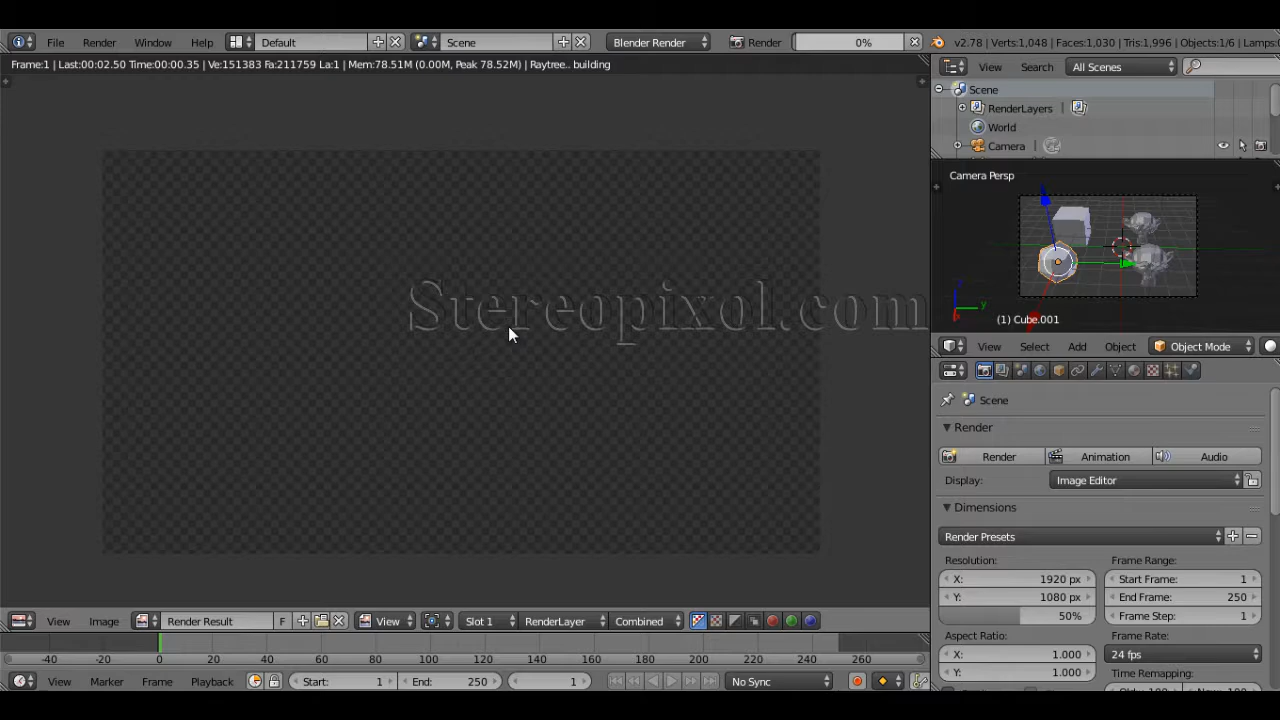 File Render Window Help Default Scene Blender Render Render 0% v2.78 | Verts:1,048 | Faces:1,030 | Tris:1,996 | Objects:1/6 | Lamps:
Frame:1 | Last:00:02.50 Time:00:00.35 | Ve:151383 Fa:211759 La:1 | Mem:78.51M (0.00M, Peak 78.52M) | Raytree.. building
View Search All Scenes
Scene
RenderLayers
World
Camera
Camera Persp
Stereopixol.com
(1) Cube.001
View Select Add Object Object Mode
Scene
Render
Render Animation Audio
Display: Image Editor
Dimensions
Render Presets
Resolution: Frame Range:
X: 1920 px Start Frame: 1
Y: 1080 px End Frame: 250
50% Frame Step: 1
Aspect Ratio: Frame Rate:
X: 1.000 24 fps
Y: 1.000 Time Remapping:
View Image Render Result F View Slot 1 RenderLayer Combined
-40 -20 0 20 40 60 80 100 120 140 160 180 200 220 240 260
View Marker Frame Playback Start: 1 End: 250 1 No Sync